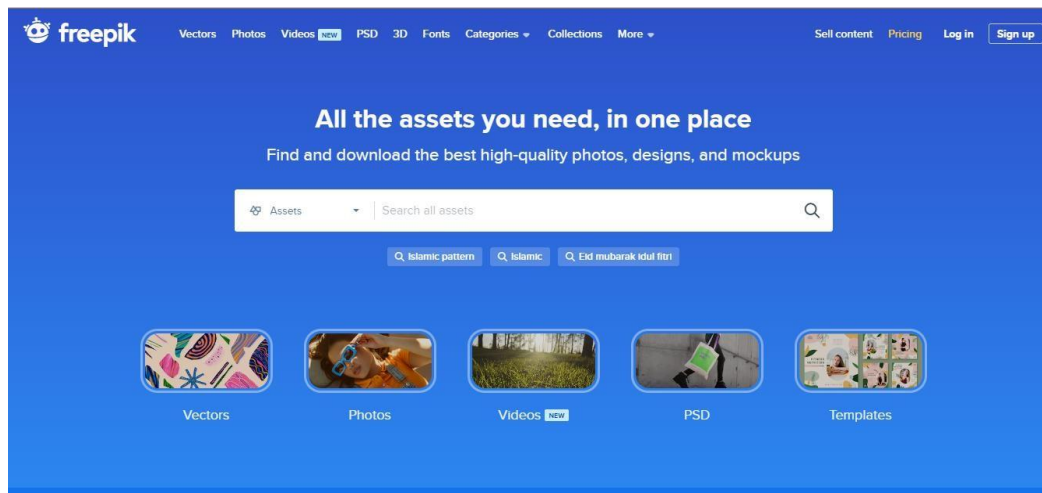 freepik Vectors Photos Videos NEW PSD 3D Fonts Categories Collections More Sell content Pricing Log in Sign up
All the assets you need, in one place
Find and download the best high-quality photos, designs, and mockups
Assets Search all assets
Islamic pattern Islamic Eid mubarak idul fitri
Vectors Photos Videos NEW PSD Templates